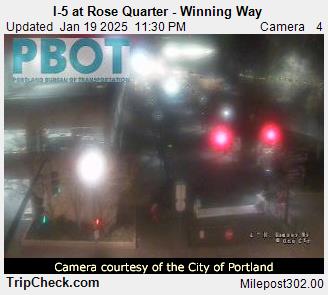 I-5 at Rose Quarter - Winning Way
Updated Jan 19 2025 11:30 PM Camera 4
PBOT
PORTLAND BUREAU OF TRANSPORTATION
Camera courtesy of the City of Portland
TripCheck.com Milepost302.00